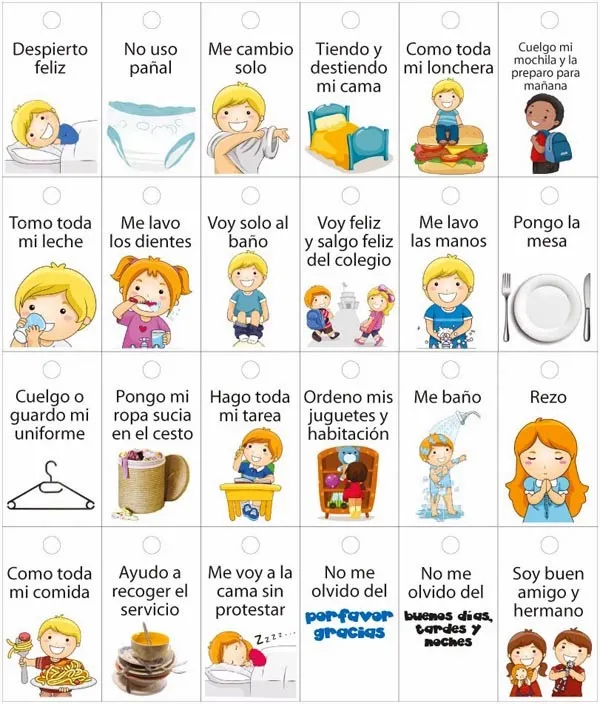 Despierto
feliz
No uso
pañal
Me cambio
solo
Tiendo y
destiendo
mi cama
Como toda
mi lonchera
Cuelgo mi
mochila y la
preparo para
mañana
Tomo toda
mi leche
Me lavo
los dientes
Voy solo al
baño
Voy feliz
y salgo feliz
del colegio
Me lavo
las manos
Pongo la
mesa
Cuelgo o
guardo mi
uniforme
Pongo mi
ropa sucia
en el cesto
Hago toda
mi tarea
Ordeno mis
juguetes y
habitación
Me baño
Rezo
Como toda
mi comida
Ayudo a
recoger el
servicio
Me voy a la
cama sin
protestar
zzzz...
No me
olvido del
porfavor
gracias
No me
olvido del
buenos dias,
tardes y
noches
Soy buen
amigo y
hermano